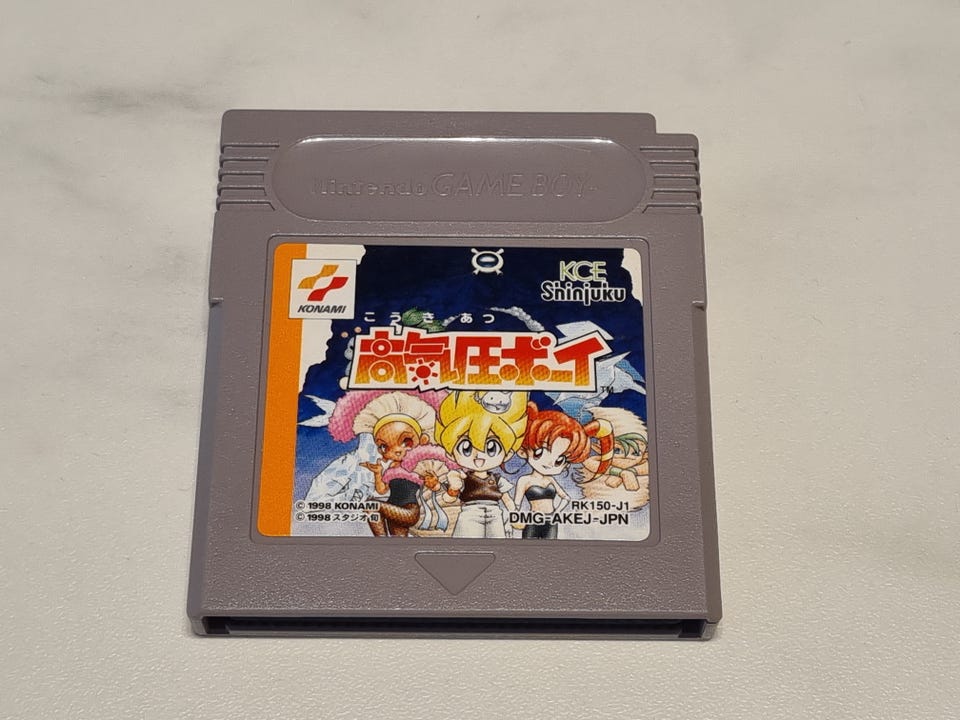 Nintendo GAME BOY
KONAMI
KCE
Shinjuku
こうきあつ
高気圧ボーイ
TM
© 1998 KONAMI
© 1998 スタジオ旬
RK150-J1
DMG-AKEJ-JPN